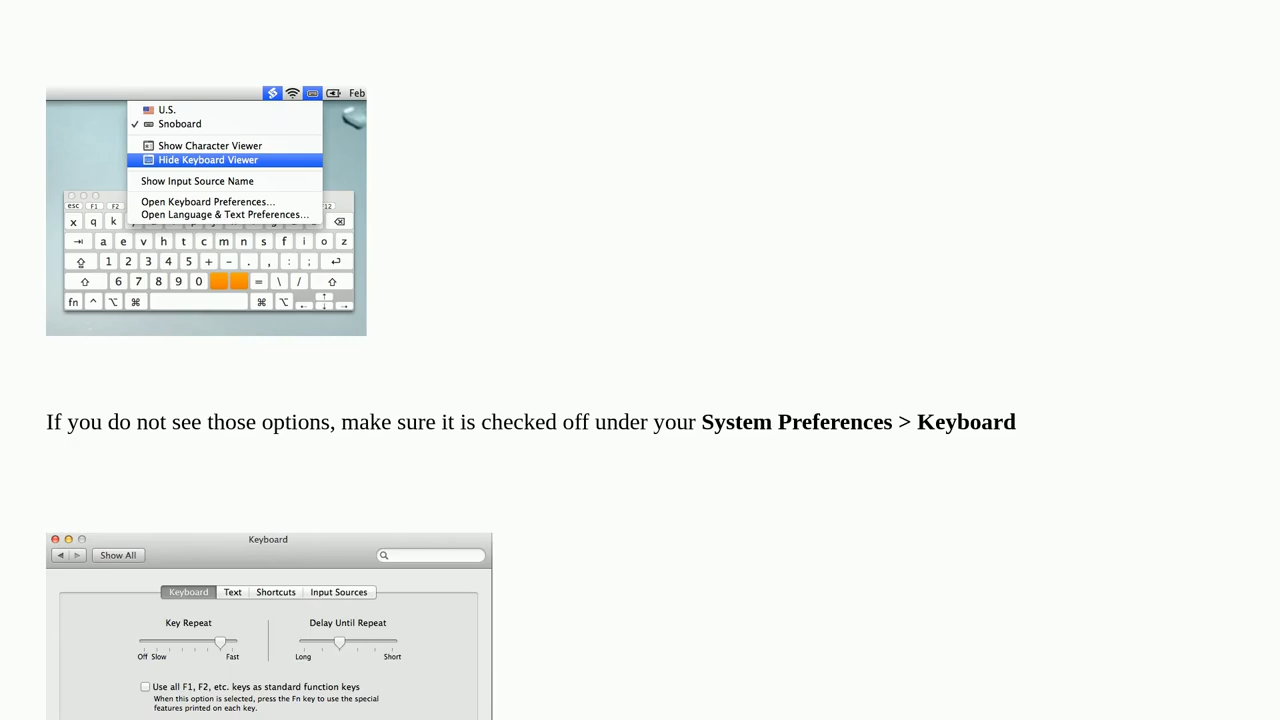 Feb
U.S.
✓ Snoboard
Show Character Viewer
Hide Keyboard Viewer
Show Input Source Name
Open Keyboard Preferences...
Open Language & Text Preferences...
esc F1 F2 F12
x q k
a e v h t c m n s f i o z
1 2 3 4 5 + - . , : ;
6 7 8 9 0 = \ /
fn ^ ⌥ ⌘ ⌘ ⌥
If you do not see those options, make sure it is checked off under your System Preferences > Keyboard
Keyboard
Show All
Keyboard Text Shortcuts Input Sources
Key Repeat Delay Until Repeat
Off Slow Fast Long Short
Use all F1, F2, etc. keys as standard function keys
When this option is selected, press the Fn key to use the special
features printed on each key.